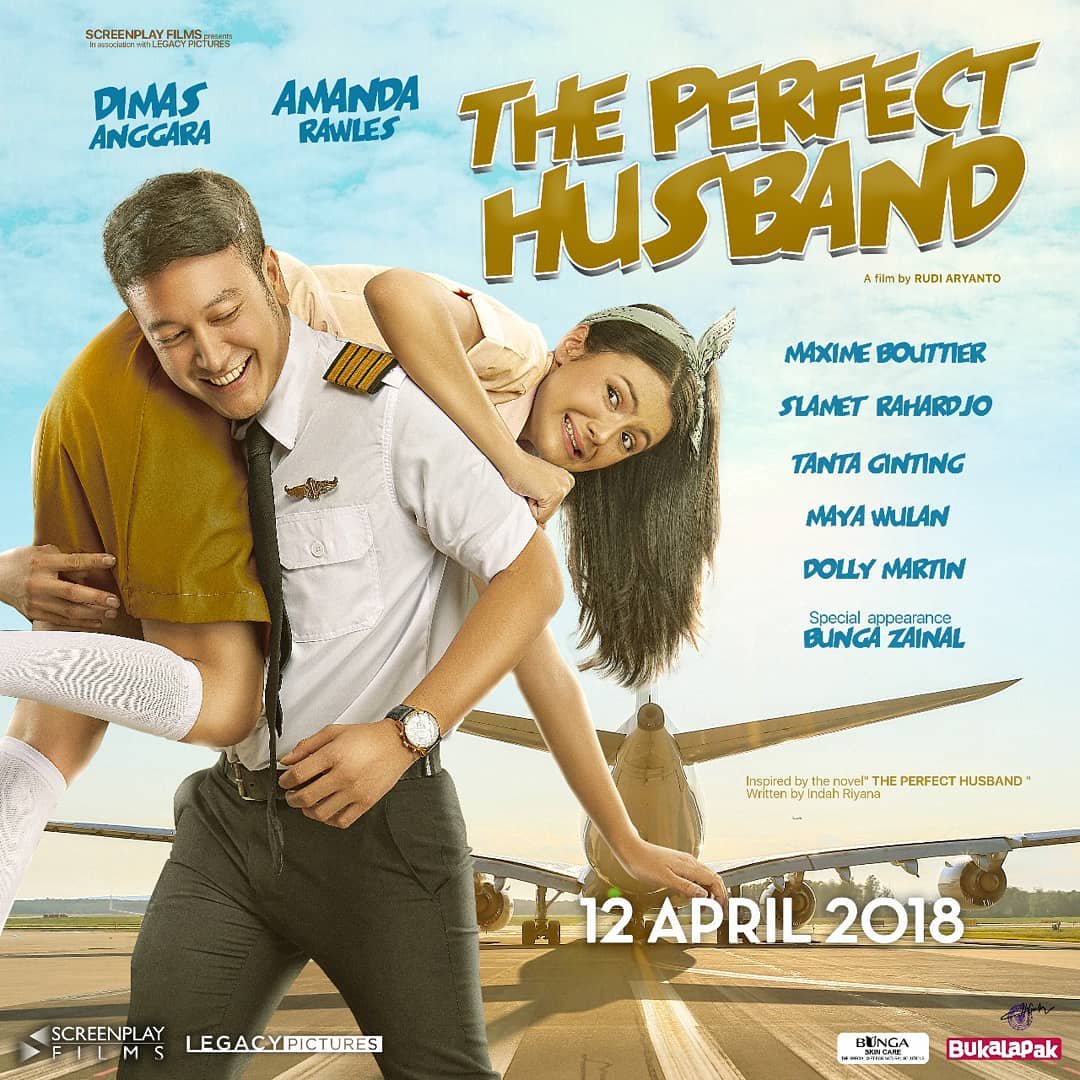 SCREENPLAY FILMS presents
In association with LEGACY PICTURES
DIMAS
ANGGARA
AMANDA
RAWLES
THE PERFECT
HUSBAND
A film by RUDI ARYANTO
MAXIME BOUTTIER
SLAMET RAHARDJO
TANTA GINTING
MAYA WULAN
DOLLY MARTIN
Special appearance
BUNGA ZAINAL
Inspired by the novel" THE PERFECT HUSBAND "
Written by Indah Riyana
12 APRIL 2018
SCREENPLAY
FILMS
LEGACY PICTURES
BUNGA
SKIN CARE
BukaLapak